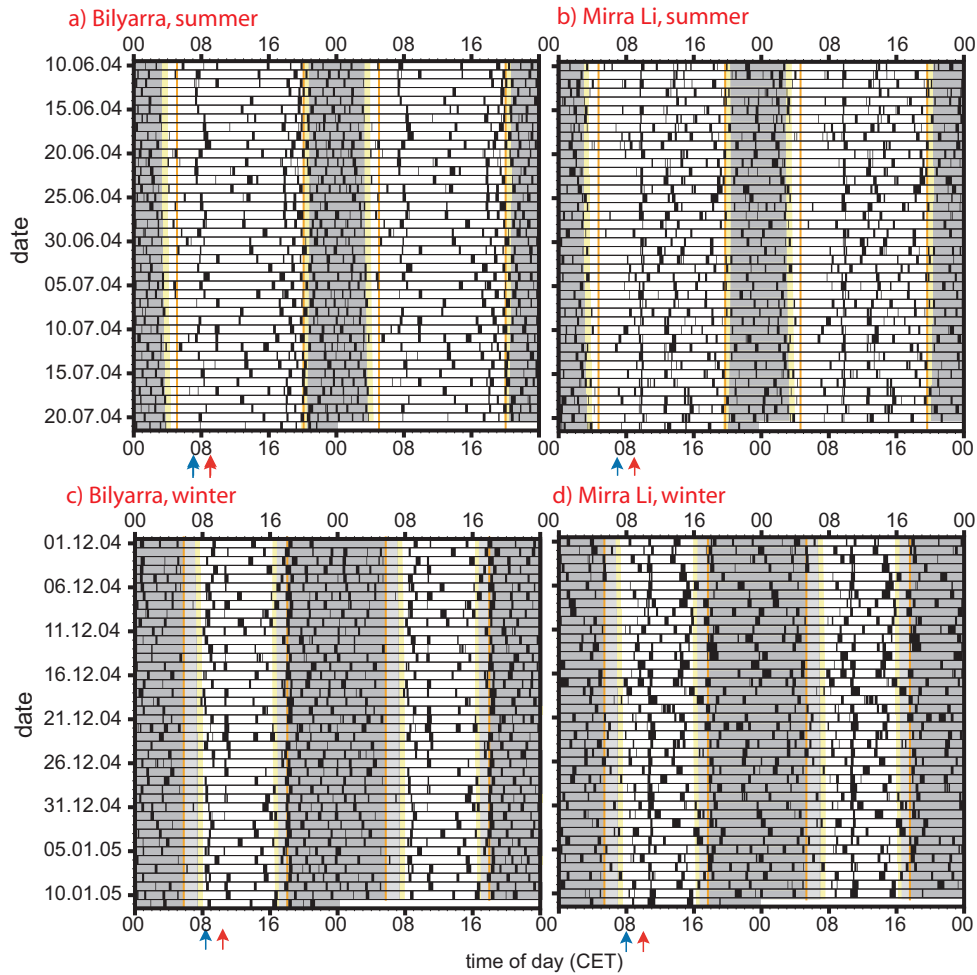 a) Bilyarra, summer
b) Mirra Li, summer
00 08 16 00 08 16 00
00 08 16 00 08 16 00
10.06.04
15.06.04
20.06.04
25.06.04
30.06.04
05.07.04
10.07.04
15.07.04
20.07.04
date
00 08 16 00 08 16 00
00 08 16 00 08 16 00
c) Bilyarra, winter
d) Mirra Li, winter
00 08 16 00 08 16 00
00 08 16 00 08 16 00
01.12.04
06.12.04
11.12.04
16.12.04
21.12.04
26.12.04
31.12.04
05.01.05
10.01.05
date
00 08 16 00 08 16 00
00 08 16 00 08 16 00
time of day (CET)